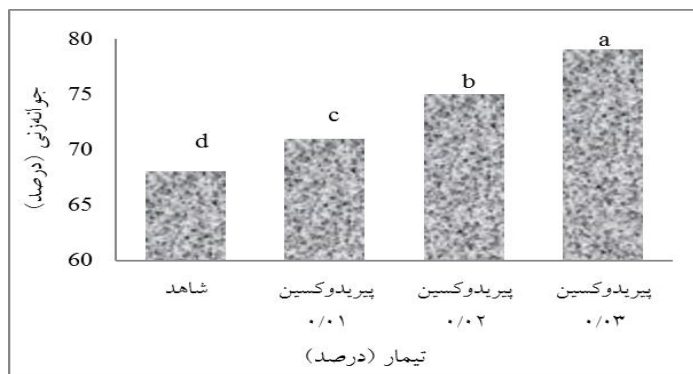 جوانه‌زنی (درصد)
80
75
70
65
60
d
c
b
a
شاهد
پیریدوکسین ۰/۰۱
پیریدوکسین ۰/۰۲
پیریدوکسین ۰/۰۳
تیمار (درصد)